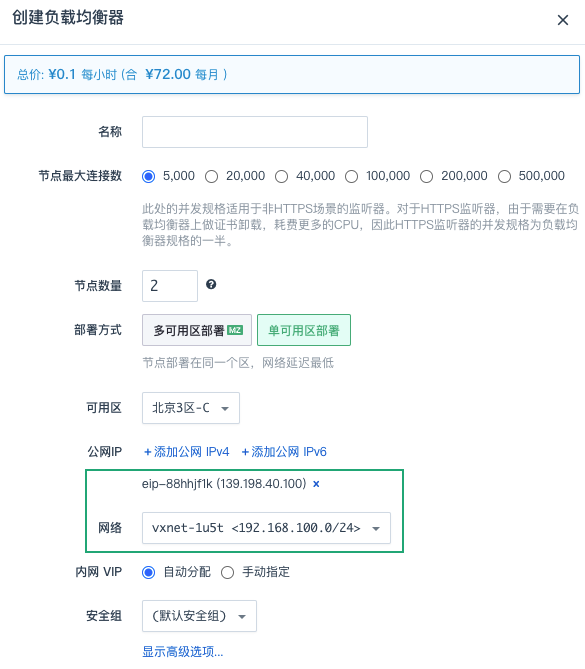 创建负载均衡器
总价: ¥0.1 每小时 (合 ¥72.00 每月 )
名称
节点最大连接数 5,000 20,000 40,000 100,000 200,000 500,000
此处的并发规格适用于非HTTPS场景的监听器。对于HTTPS监听器，由于需要在负
载均衡器上做证书卸载，耗费更多的CPU，因此HTTPS监听器的并发规格为负载均
衡器规格的一半。
节点数量 2 ?
部署方式 多可用区部署 MZ 单可用区部署
节点部署在同一个区，网络延迟最低
可用区 北京3区-C
公网IP +添加公网 IPv4 +添加公网 IPv6
eip-88hhjf1k (139.198.40.100) x
网络 vxnet-1u5t <192.168.100.0/24>
内网 VIP 自动分配 手动指定
安全组 (默认安全组)
显示高级选项...